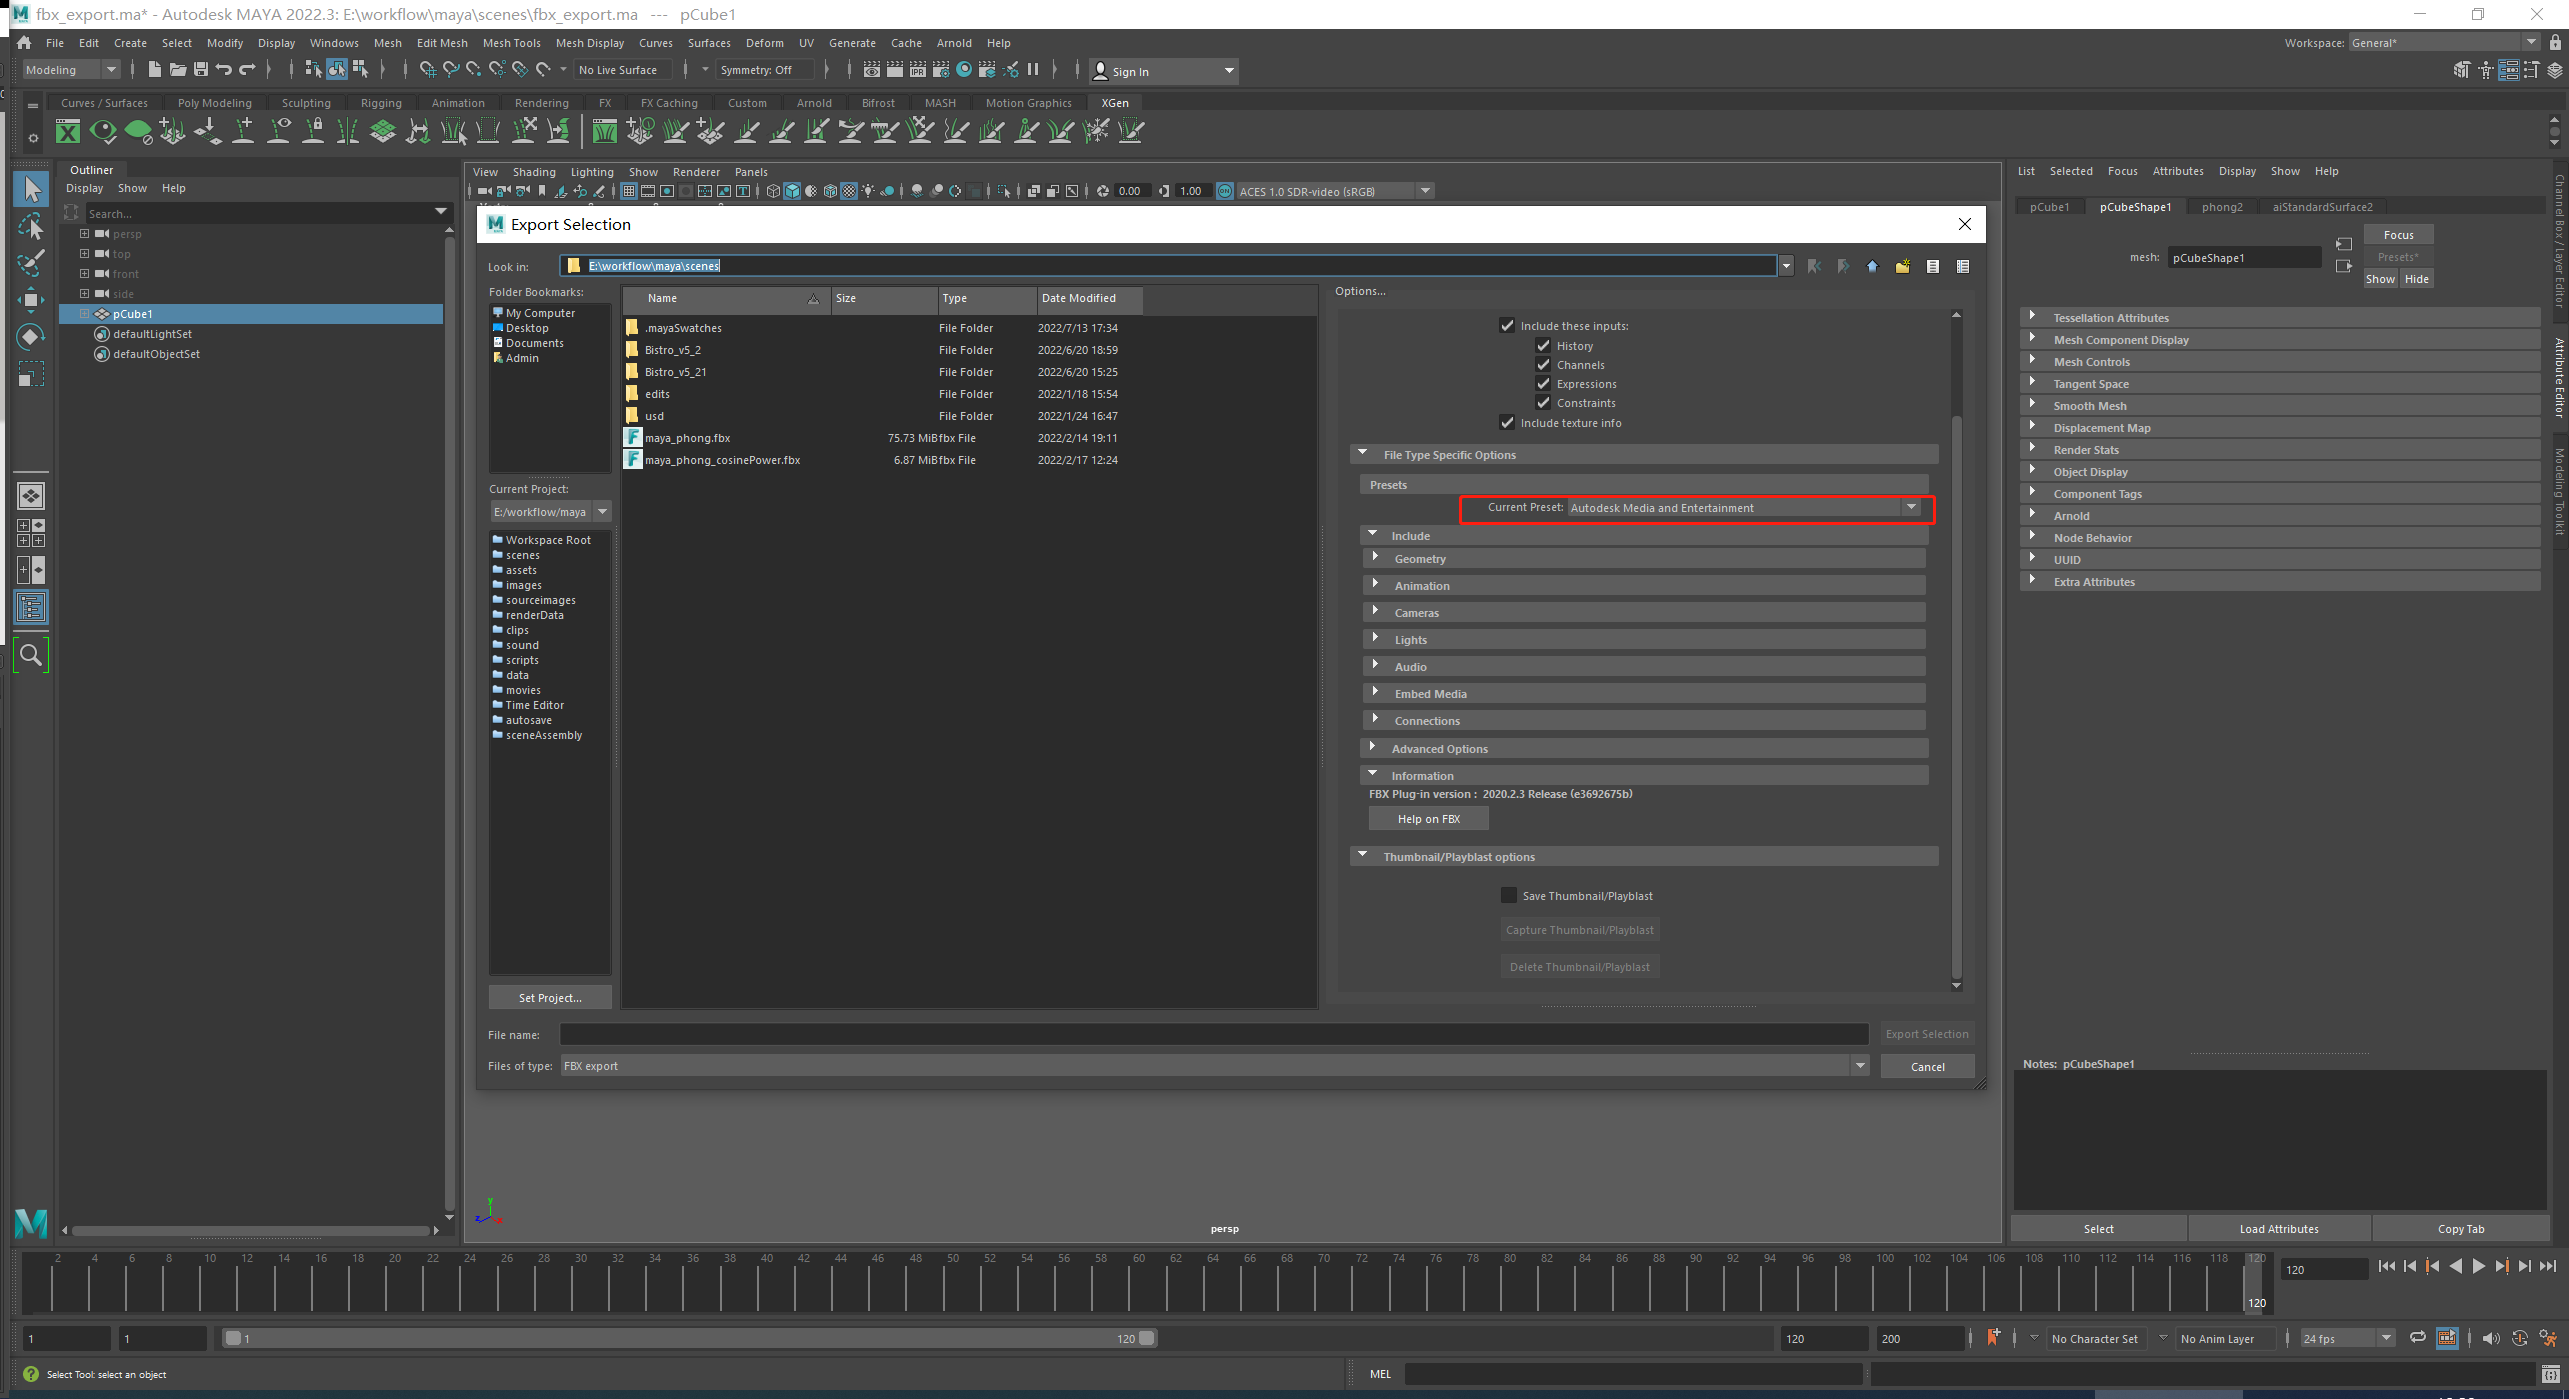 fbx_export.ma* - Autodesk MAYA 2022.3: E:\workflow\maya\scenes\fbx_export.ma --- pCube1
File Edit Create Select Modify Display Windows Mesh Edit Mesh Mesh Tools Mesh Display Curves Surfaces Deform UV Generate Cache Arnold Help
Workspace: General*
Modeling No Live Surface Symmetry: Off IPR Sign In
Curves / Surfaces Poly Modeling Sculpting Rigging Animation Rendering FX FX Caching Custom Arnold Bifrost MASH Motion Graphics XGen
Outliner
Display Show Help
Search...
persp
top
front
side
pCube1
defaultLightSet
defaultObjectSet
View Shading Lighting Show Renderer Panels
0.00 1.00 ON ACES 1.0 SDR-video (sRGB)
Export Selection
Look in: E:\workflow\maya\scenes
Folder Bookmarks:
My Computer
Desktop
Documents
Admin
Current Project:
E:/workflow/maya
Workspace Root
scenes
assets
images
sourceimages
renderData
clips
sound
scripts
data
movies
Time Editor
autosave
sceneAssembly
Set Project...
Name Size Type Date Modified
.mayaSwatches File Folder 2022/7/13 17:34
Bistro_v5_2 File Folder 2022/6/20 18:59
Bistro_v5_21 File Folder 2022/6/20 15:25
edits File Folder 2022/1/18 15:54
usd File Folder 2022/1/24 16:47
maya_phong.fbx 75.73 MiB fbx File 2022/2/14 19:11
maya_phong_cosinePower.fbx 6.87 MiB fbx File 2022/2/17 12:24
Options...
Include these inputs:
History
Channels
Expressions
Constraints
Include texture info
File Type Specific Options
Presets
Current Preset: Autodesk Media and Entertainment
Include
Geometry
Animation
Cameras
Lights
Audio
Embed Media
Connections
Advanced Options
Information
FBX Plug-in version : 2020.2.3 Release (e3692675b)
Help on FBX
Thumbnail/Playblast options
Save Thumbnail/Playblast
Capture Thumbnail/Playblast
Delete Thumbnail/Playblast
File name: Export Selection
Files of type: FBX export Cancel
y
z x
persp
List Selected Focus Attributes Display Show Help
pCube1 pCubeShape1 phong2 aiStandardSurface2
mesh: pCubeShape1
Focus
Presets*
Show Hide
Tessellation Attributes
Mesh Component Display
Mesh Controls
Tangent Space
Smooth Mesh
Displacement Map
Render Stats
Object Display
Component Tags
Arnold
Node Behavior
UUID
Extra Attributes
Notes: pCubeShape1
Select Load Attributes Copy Tab
Channel Box / Layer Editor
Attribute Editor
Modeling Toolkit
2 4 6 8 10 12 14 16 18 20 22 24 26 28 30 32 34 36 38 40 42 44 46 48 50 52 54 56 58 60 62 64 66 68 70 72 74 76 78 80 82 84 86 88 90 92 94 96 98 100 102 104 106 108 110 112 114 116 118 120
120
120
1 1 1 120 120 200 No Character Set No Anim Layer 24 fps
Select Tool: select an object
MEL